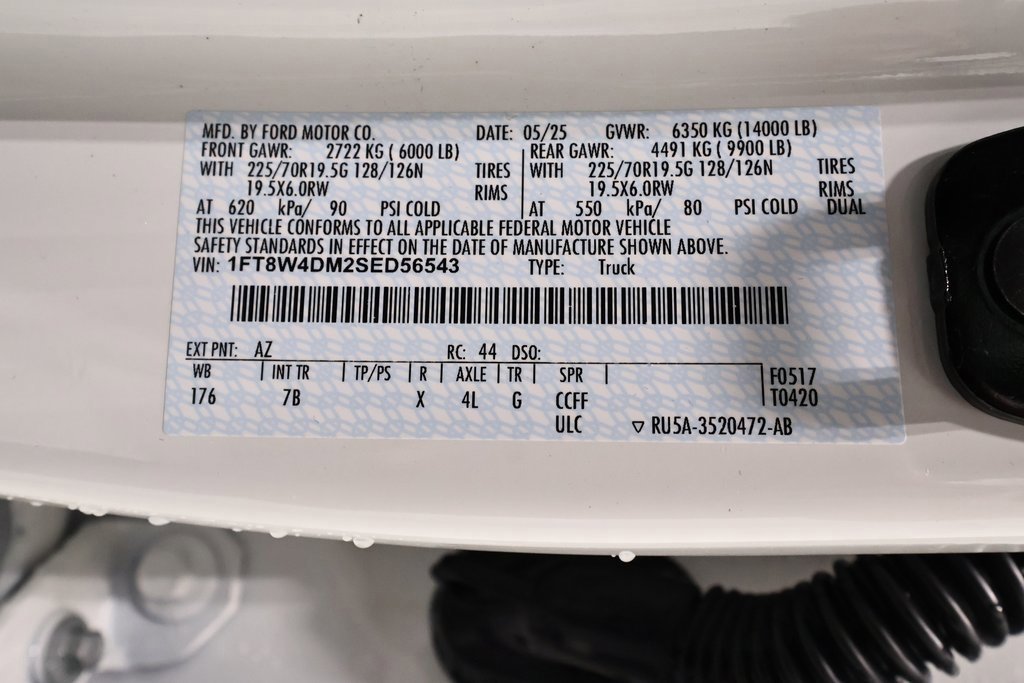 MFD. BY FORD MOTOR CO. DATE: 05/25 GVWR: 6350 KG (14000 LB)
FRONT GAWR: 2722 KG ( 6000 LB) REAR GAWR: 4491 KG ( 9900 LB)
WITH 225/70R19.5G 128/126N TIRES WITH 225/70R19.5G 128/126N TIRES
19.5X6.0RW RIMS 19.5X6.0RW RIMS
AT 620 kPa/ 90 PSI COLD AT 550 kPa/ 80 PSI COLD DUAL
THIS VEHICLE CONFORMS TO ALL APPLICABLE FEDERAL MOTOR VEHICLE
SAFETY STANDARDS IN EFFECT ON THE DATE OF MANUFACTURE SHOWN ABOVE.
VIN: 1FT8W4DM2SED56543 TYPE: Truck
EXT PNT: AZ RC: 44 DSO:
WB INT TR TP/PS R AXLE TR SPR F0517
176 7B X 4L G CCFF T0420
ULC ▽ RU5A-3520472-AB